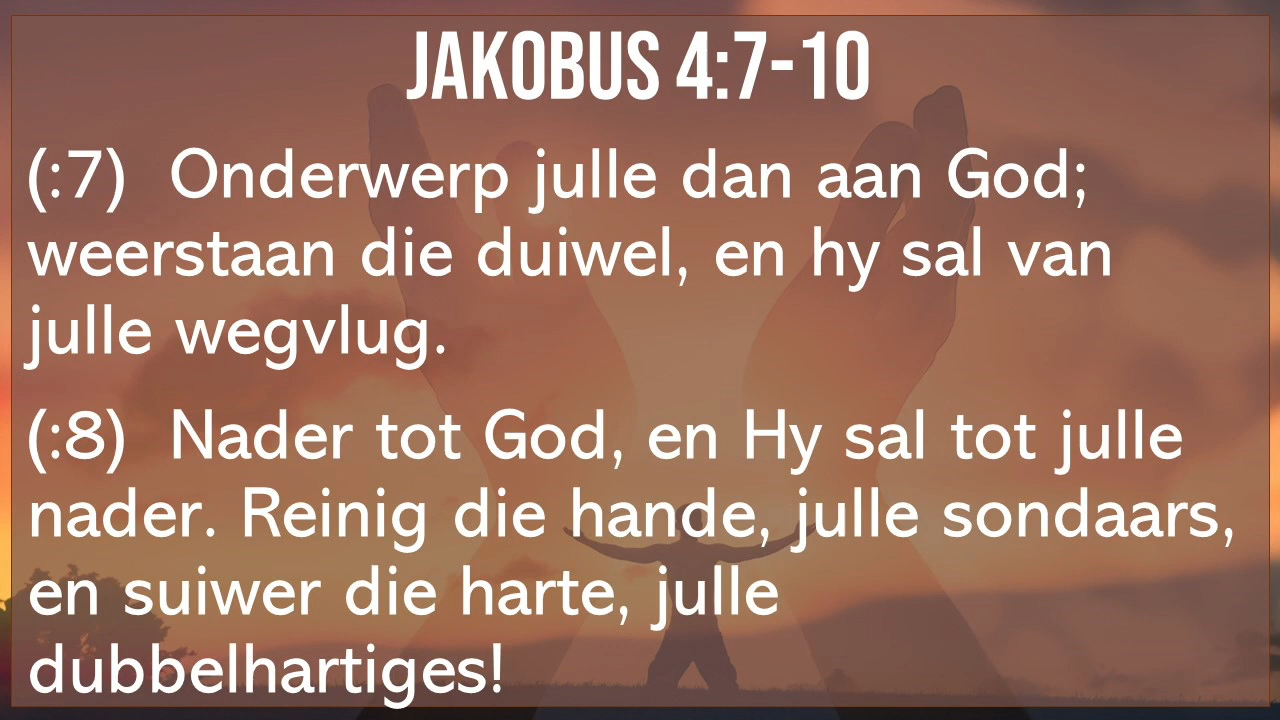 JAKOBUS 4:7-10
(:7) Onderwerp julle dan aan God;
weerstaan die duiwel, en hy sal van
julle wegvlug.
(:8) Nader tot God, en Hy sal tot julle
nader. Reinig die hande, julle sondaars,
en suiwer die harte, julle
dubbelhartiges!